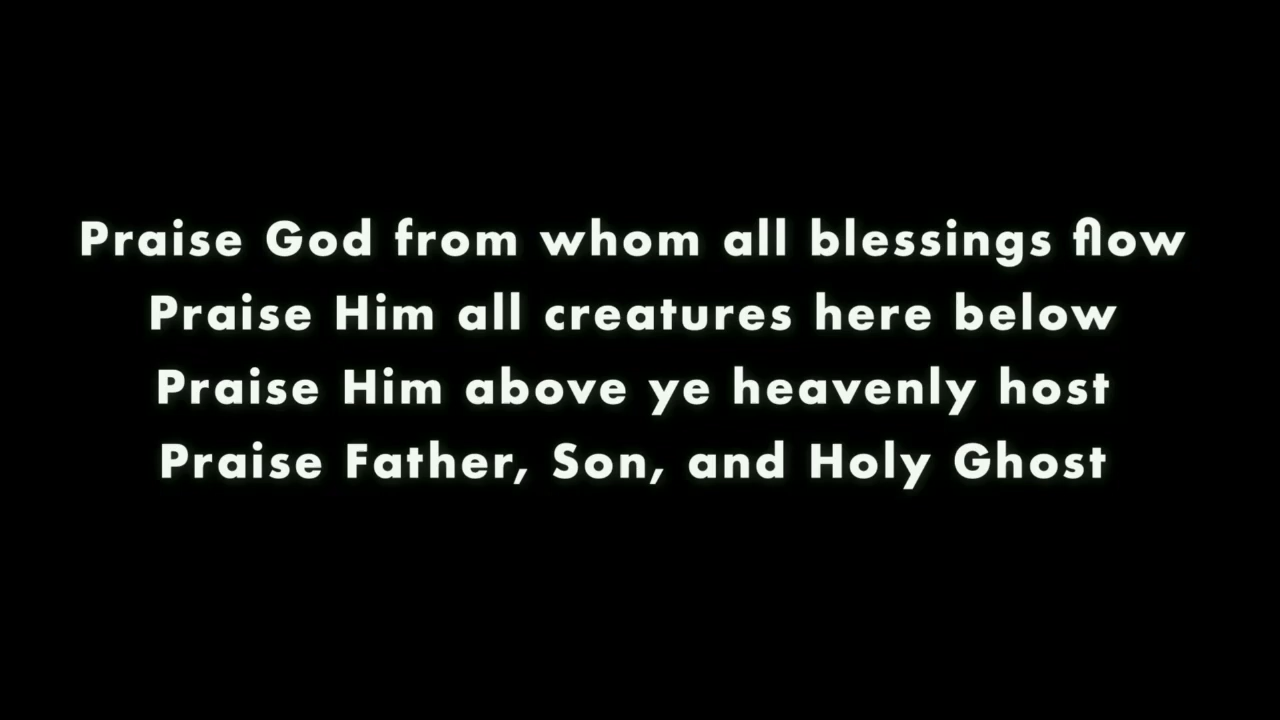 Praise God from whom all blessings flow
Praise Him all creatures here below
Praise Him above ye heavenly host
Praise Father, Son, and Holy Ghost